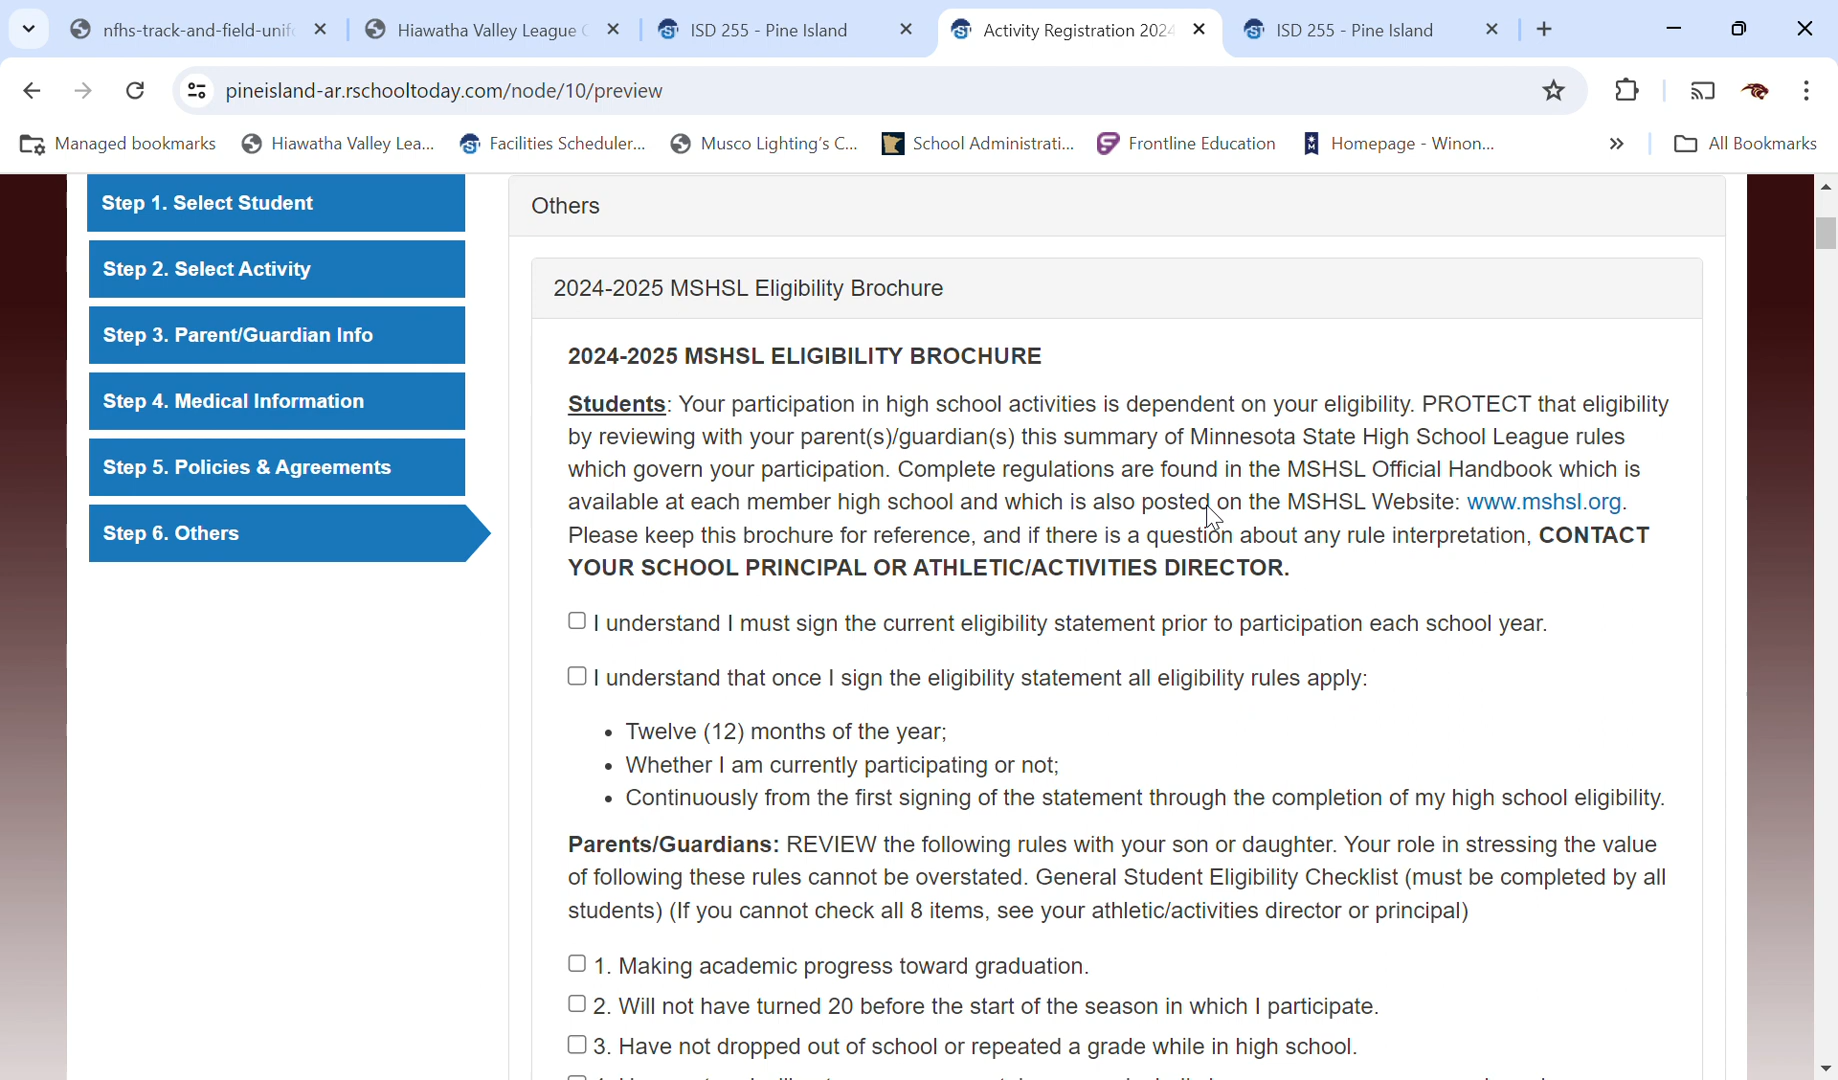 nfhs-track-and-field-unif
Hiawatha Valley League C
ISD 255 - Pine Island
Activity Registration 2024
ISD 255 - Pine Island
pineisland-ar.rschooltoday.com/node/10/preview
Managed bookmarks
Hiawatha Valley Lea...
Facilities Scheduler...
Musco Lighting's C...
School Administrati...
Frontline Education
Homepage - Winon...
All Bookmarks
Step 1. Select Student
Step 2. Select Activity
Step 3. Parent/Guardian Info
Step 4. Medical Information
Step 5. Policies & Agreements
Step 6. Others
Others
2024-2025 MSHSL Eligibility Brochure
2024-2025 MSHSL ELIGIBILITY BROCHURE
Students: Your participation in high school activities is dependent on your eligibility. PROTECT that eligibility
by reviewing with your parent(s)/guardian(s) this summary of Minnesota State High School League rules
which govern your participation. Complete regulations are found in the MSHSL Official Handbook which is
available at each member high school and which is also posted on the MSHSL Website: www.mshsl.org.
Please keep this brochure for reference, and if there is a question about any rule interpretation, CONTACT
YOUR SCHOOL PRINCIPAL OR ATHLETIC/ACTIVITIES DIRECTOR.
I understand I must sign the current eligibility statement prior to participation each school year.
I understand that once I sign the eligibility statement all eligibility rules apply:
• Twelve (12) months of the year;
• Whether I am currently participating or not;
• Continuously from the first signing of the statement through the completion of my high school eligibility.
Parents/Guardians: REVIEW the following rules with your son or daughter. Your role in stressing the value
of following these rules cannot be overstated. General Student Eligibility Checklist (must be completed by all
students) (If you cannot check all 8 items, see your athletic/activities director or principal)
1. Making academic progress toward graduation.
2. Will not have turned 20 before the start of the season in which I participate.
3. Have not dropped out of school or repeated a grade while in high school.